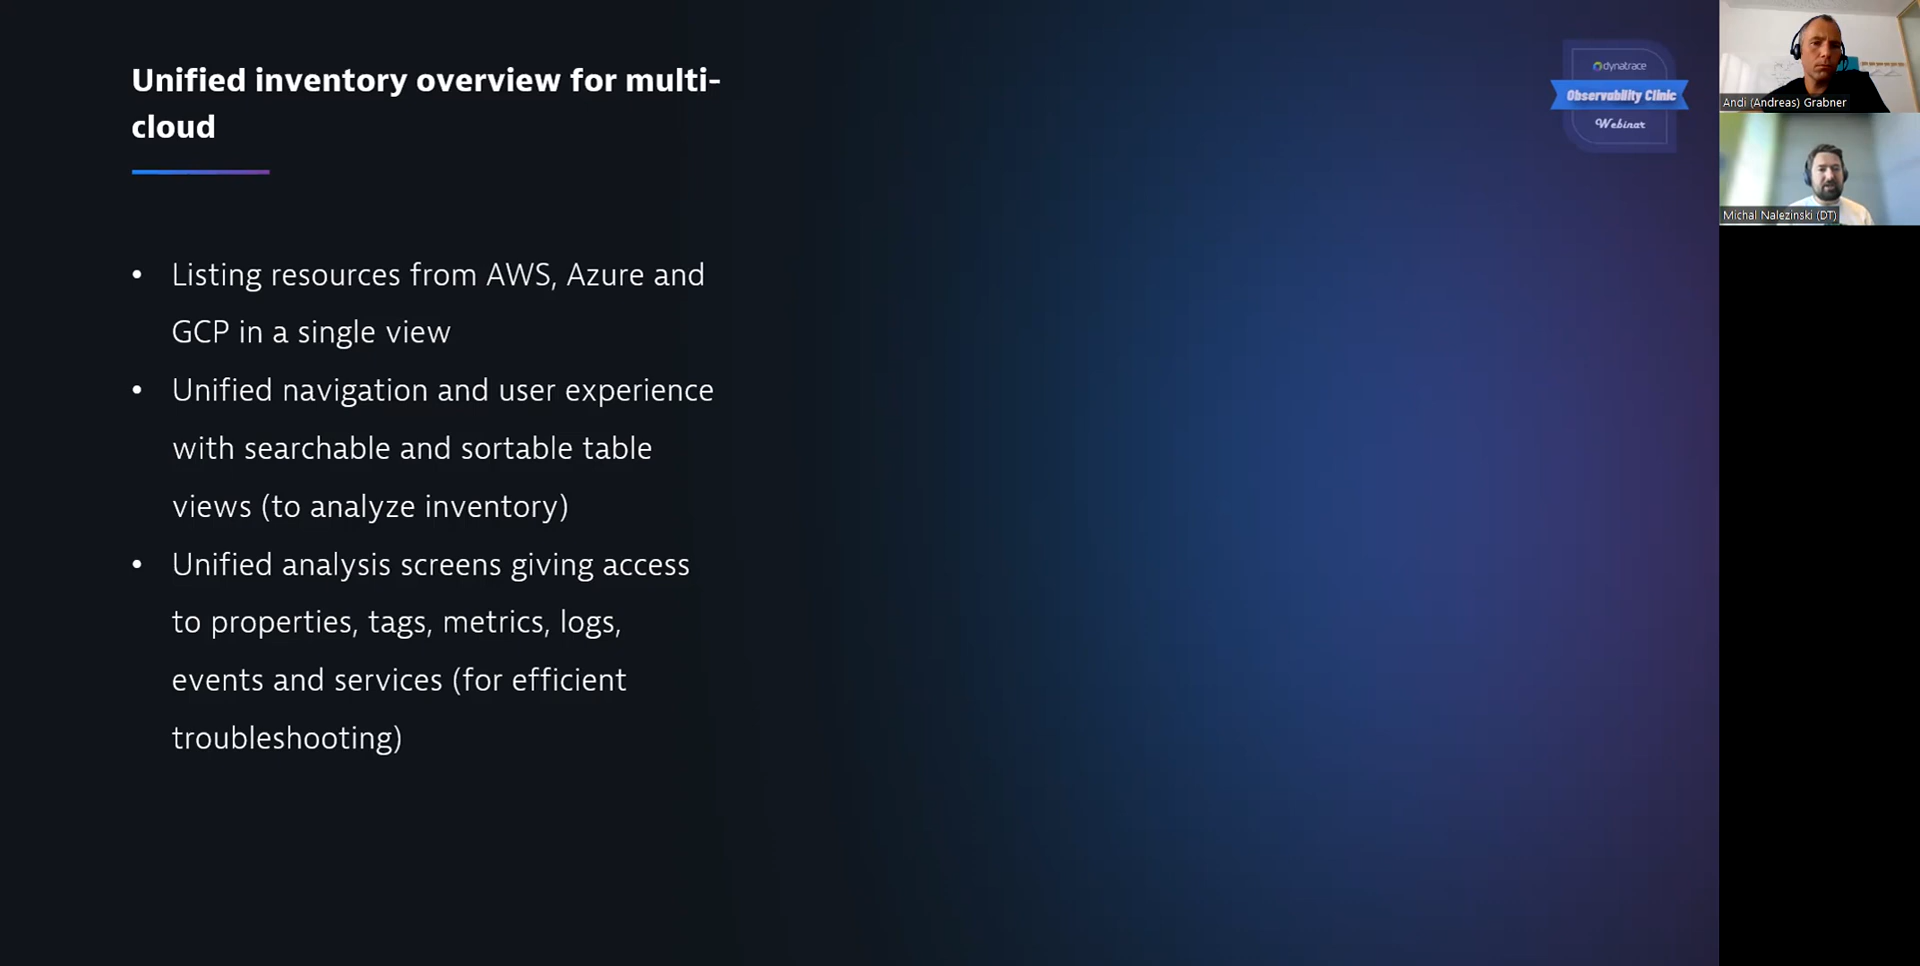 Unified inventory overview for multi-
cloud
• Listing resources from AWS, Azure and
GCP in a single view
• Unified navigation and user experience
with searchable and sortable table
views (to analyze inventory)
• Unified analysis screens giving access
to properties, tags, metrics, logs,
events and services (for efficient
troubleshooting)
dynatrace
Observability Clinic
Webinar
Andi (Andreas) Grabner
Michal Nalezinski (DT)